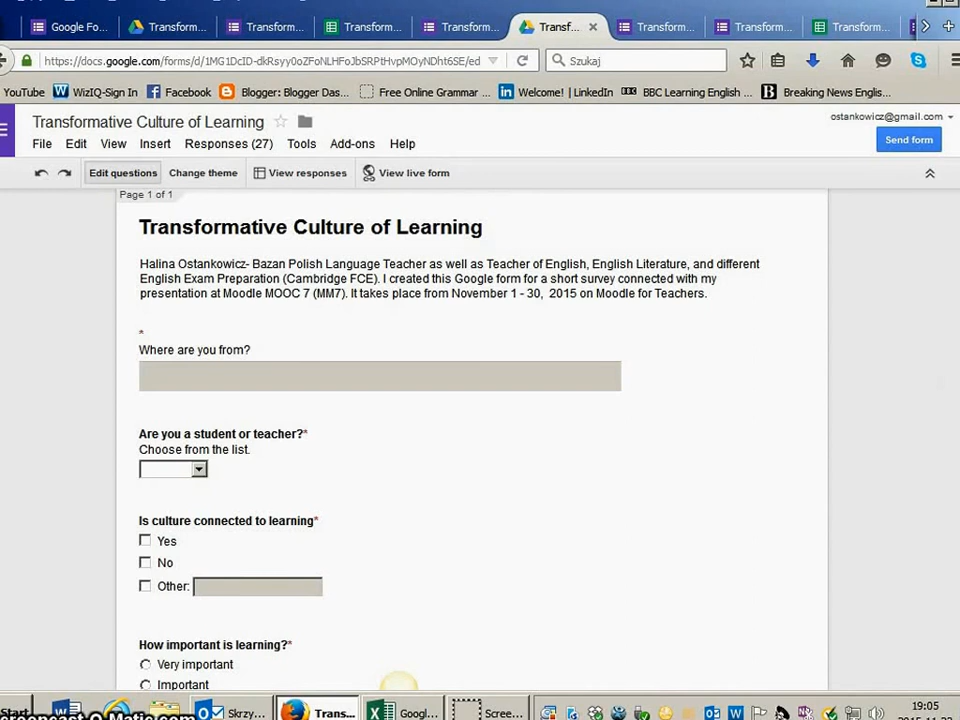 Google Fo...
Transform...
Transform...
Transform...
Transform...
Transf...
Transform...
Transform...
Transform...
https://docs.google.com/forms/d/1MG1DcID-dkRsyy0oZFoNLHFoJbSRPtHvpMOyNDht6SE/ed
Szukaj
YouTube
WizIQ-Sign In
Facebook
Blogger: Blogger Das...
Free Online Grammar ...
Welcome! | LinkedIn
BBC Learning English ...
Breaking News Englis...
Transformative Culture of Learning
ostankowicz@gmail.com
File Edit View Insert Responses (27) Tools Add-ons Help
Send form
Edit questions Change theme View responses View live form
Page 1 of 1
Transformative Culture of Learning
Halina Ostankowicz- Bazan Polish Language Teacher as well as Teacher of English, English Literature, and different
English Exam Preparation (Cambridge FCE). I created this Google form for a short survey connected with my
presentation at Moodle MOOC 7 (MM7). It takes place from November 1 - 30, 2015 on Moodle for Teachers.
*
Where are you from?
Are you a student or teacher?*
Choose from the list.
Is culture connected to learning*
Yes
No
Other:
How important is learning?*
Very important
Important
Start
Skrzy...
Trans...
Googl...
Scree...
19:05